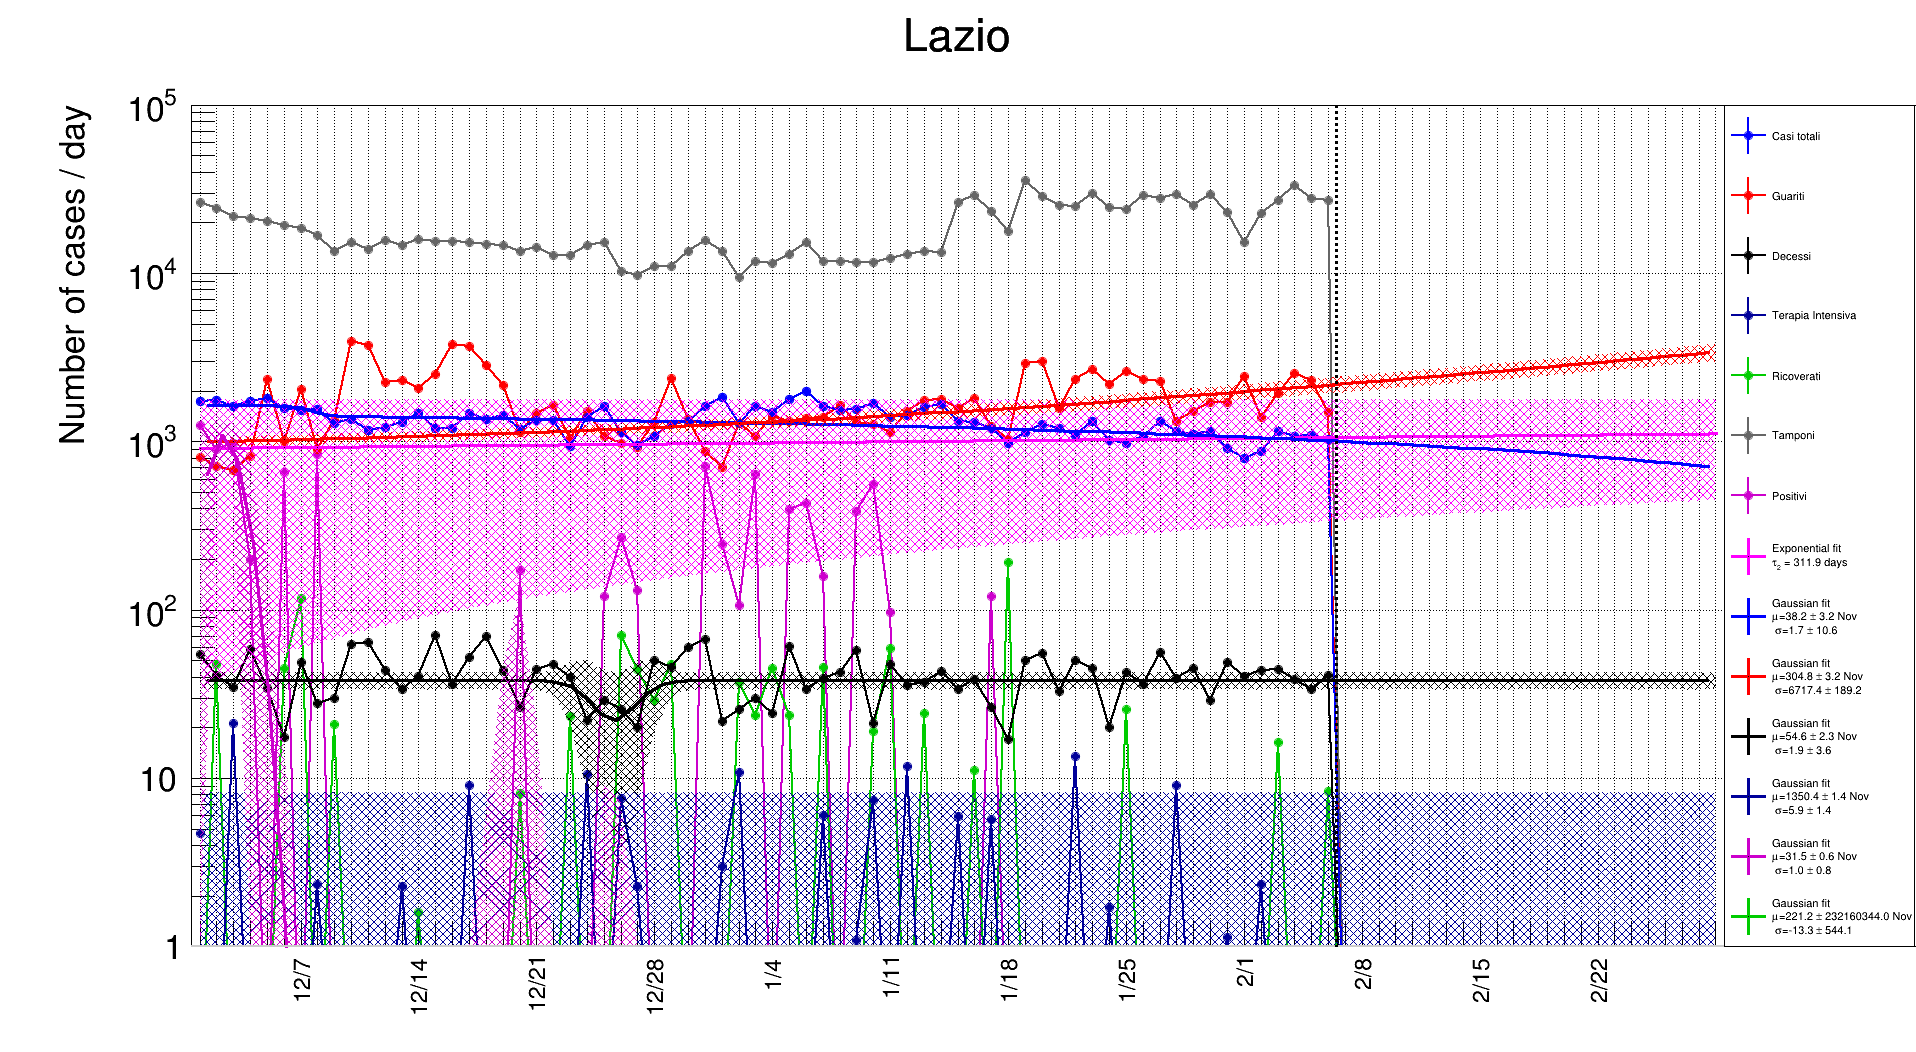 Lazio
Number of cases / day
10^5
10^4
10^3
10^2
10
1
12/7
12/14
12/21
12/28
1/4
1/11
1/18
1/25
2/1
2/8
2/15
2/22
Casi totali
Guariti
Decessi
Terapia Intensiva
Ricoverati
Tamponi
Positivi
Exponential fit
τ₂ = 311.9 days
Gaussian fit
μ=38.2 ± 3.2 Nov
σ=1.7 ± 10.6
Gaussian fit
μ=304.8 ± 3.2 Nov
σ=6717.4 ± 189.2
Gaussian fit
μ=54.6 ± 2.3 Nov
σ=1.9 ± 3.6
Gaussian fit
μ=1350.4 ± 1.4 Nov
σ=5.9 ± 1.4
Gaussian fit
μ=31.5 ± 0.6 Nov
σ=1.0 ± 0.8
Gaussian fit
μ=221.2 ± 232160344.0 Nov
σ=-13.3 ± 544.1